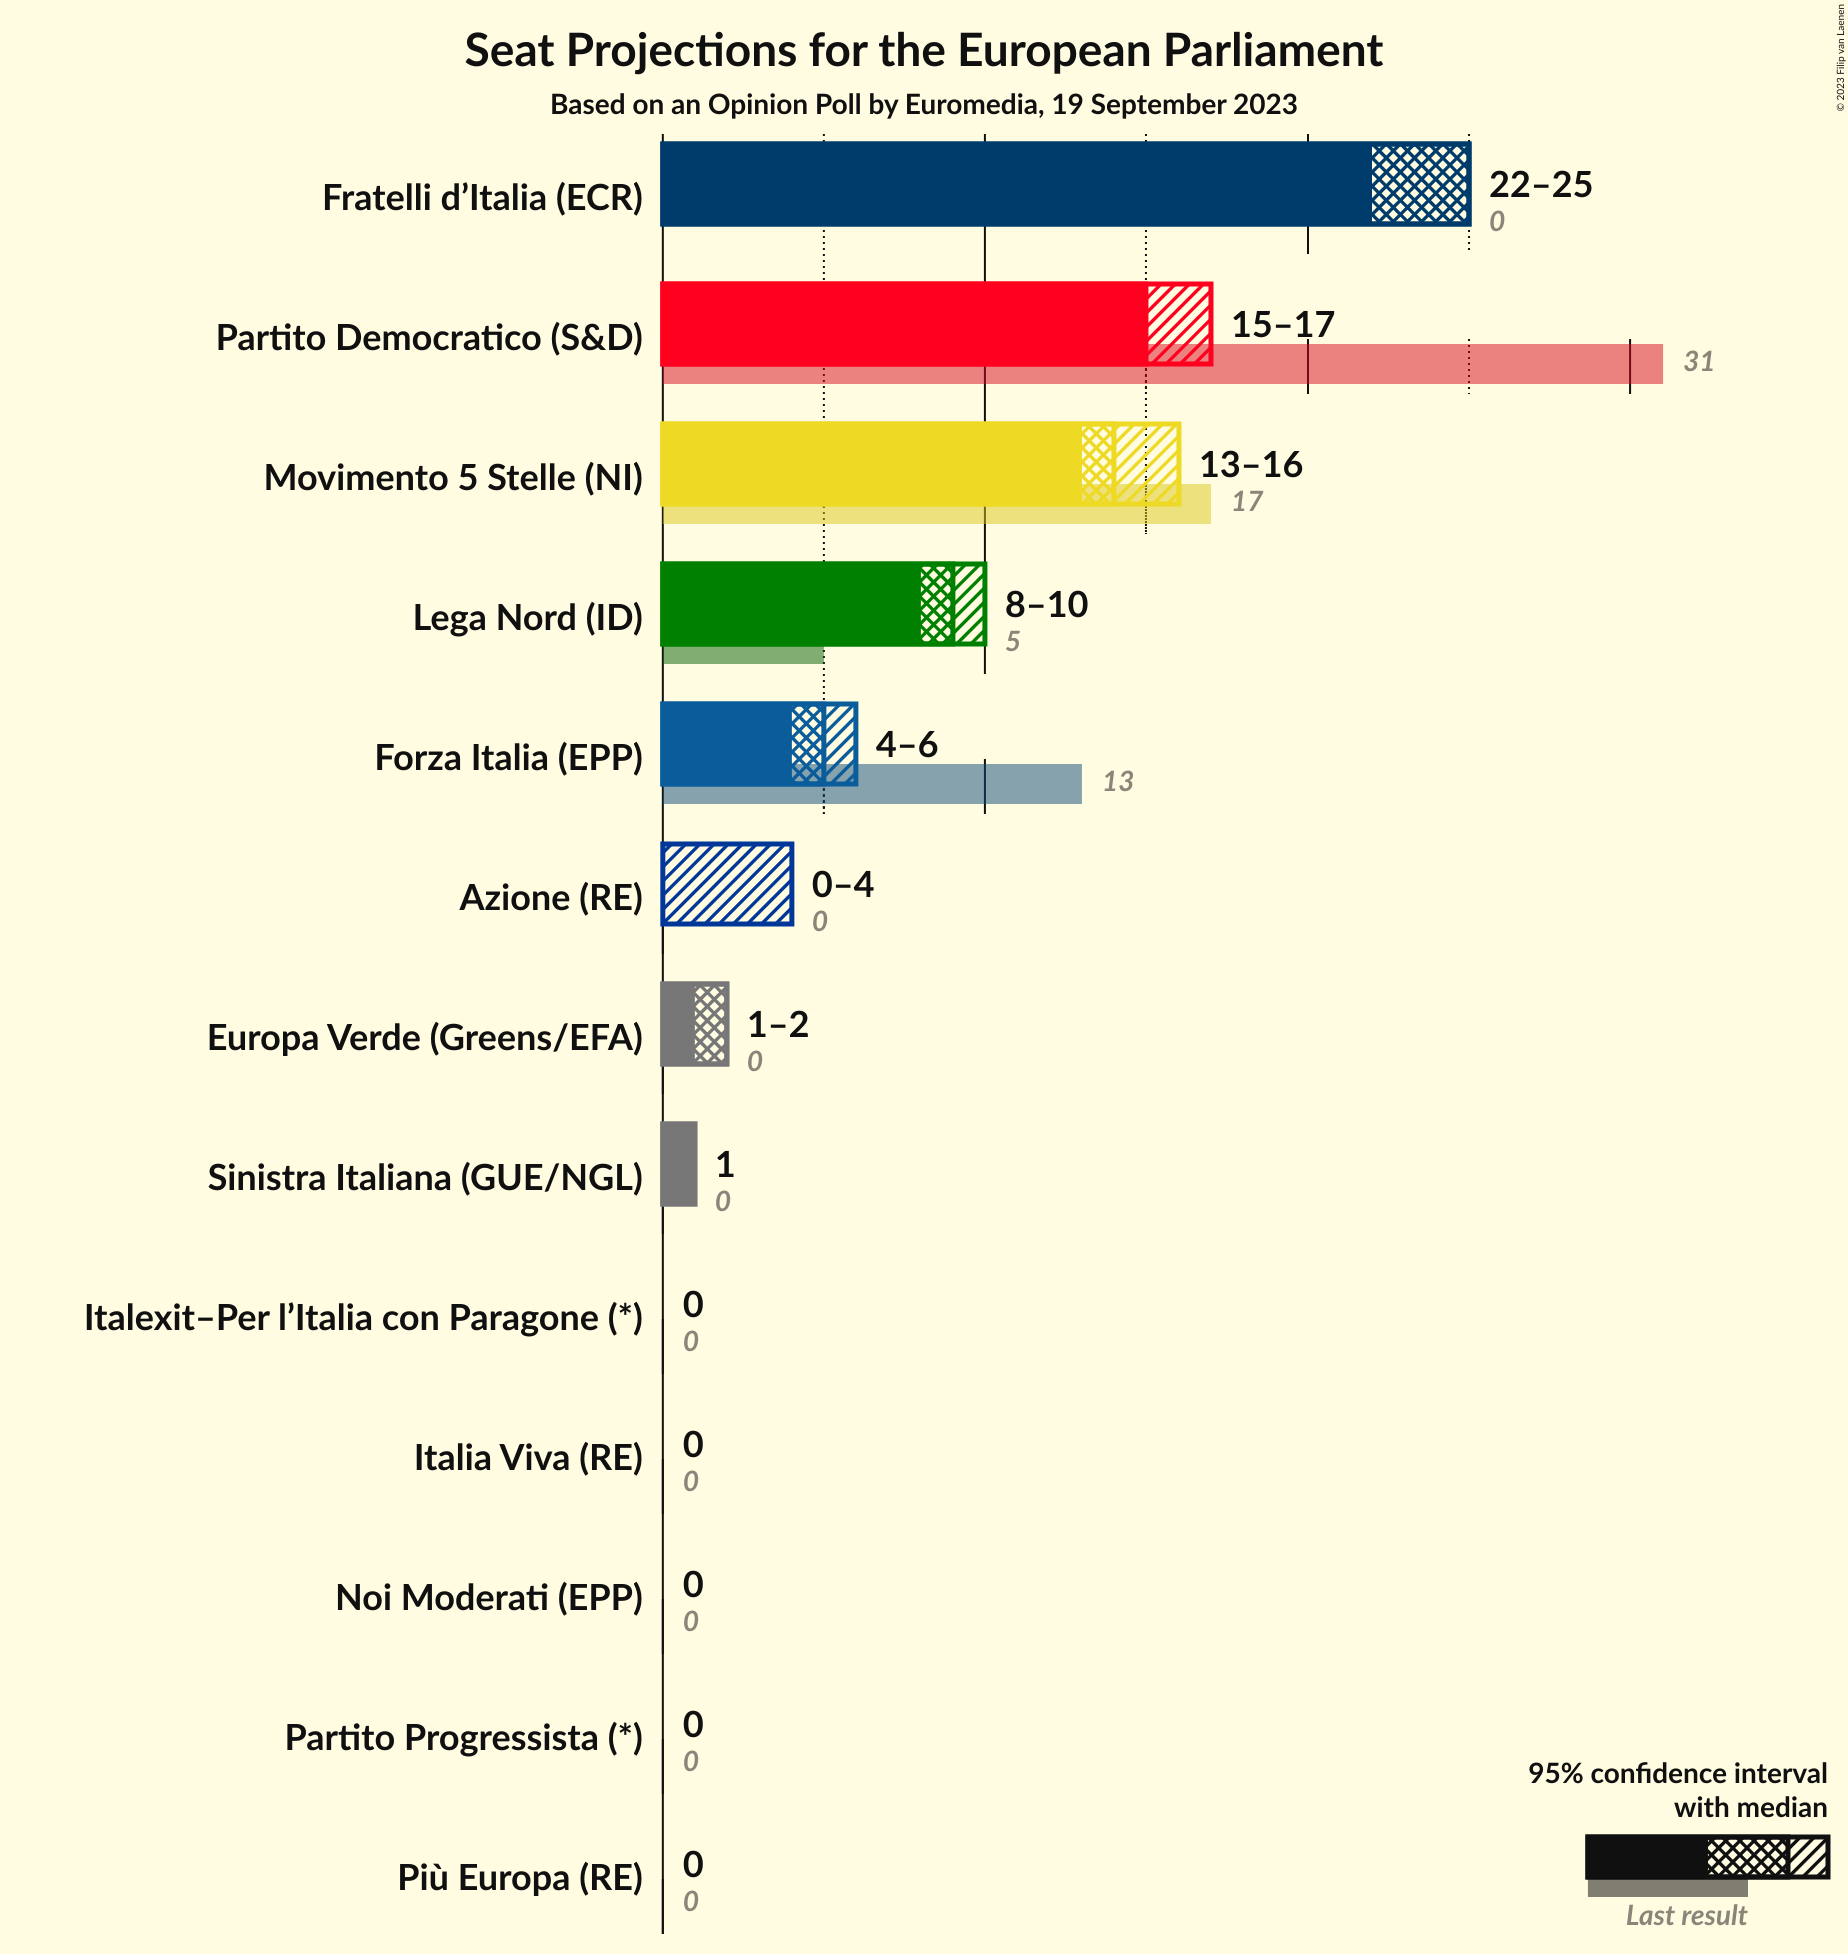 Seat Projections for the European Parliament
Based on an Opinion Poll by Euromedia, 19 September 2023
© 2023 Filip van Laenen
Fratelli d’Italia (ECR)
22–25
0
Partito Democratico (S&D)
15–17
31
Movimento 5 Stelle (NI)
13–16
17
Lega Nord (ID)
8–10
5
Forza Italia (EPP)
4–6
13
Azione (RE)
0–4
0
Europa Verde (Greens/EFA)
1–2
0
Sinistra Italiana (GUE/NGL)
1
0
Italexit–Per l’Italia con Paragone (*)
0
0
Italia Viva (RE)
0
0
Noi Moderati (EPP)
0
0
Partito Progressista (*)
0
0
Più Europa (RE)
0
0
95% confidence interval
with median
Last result